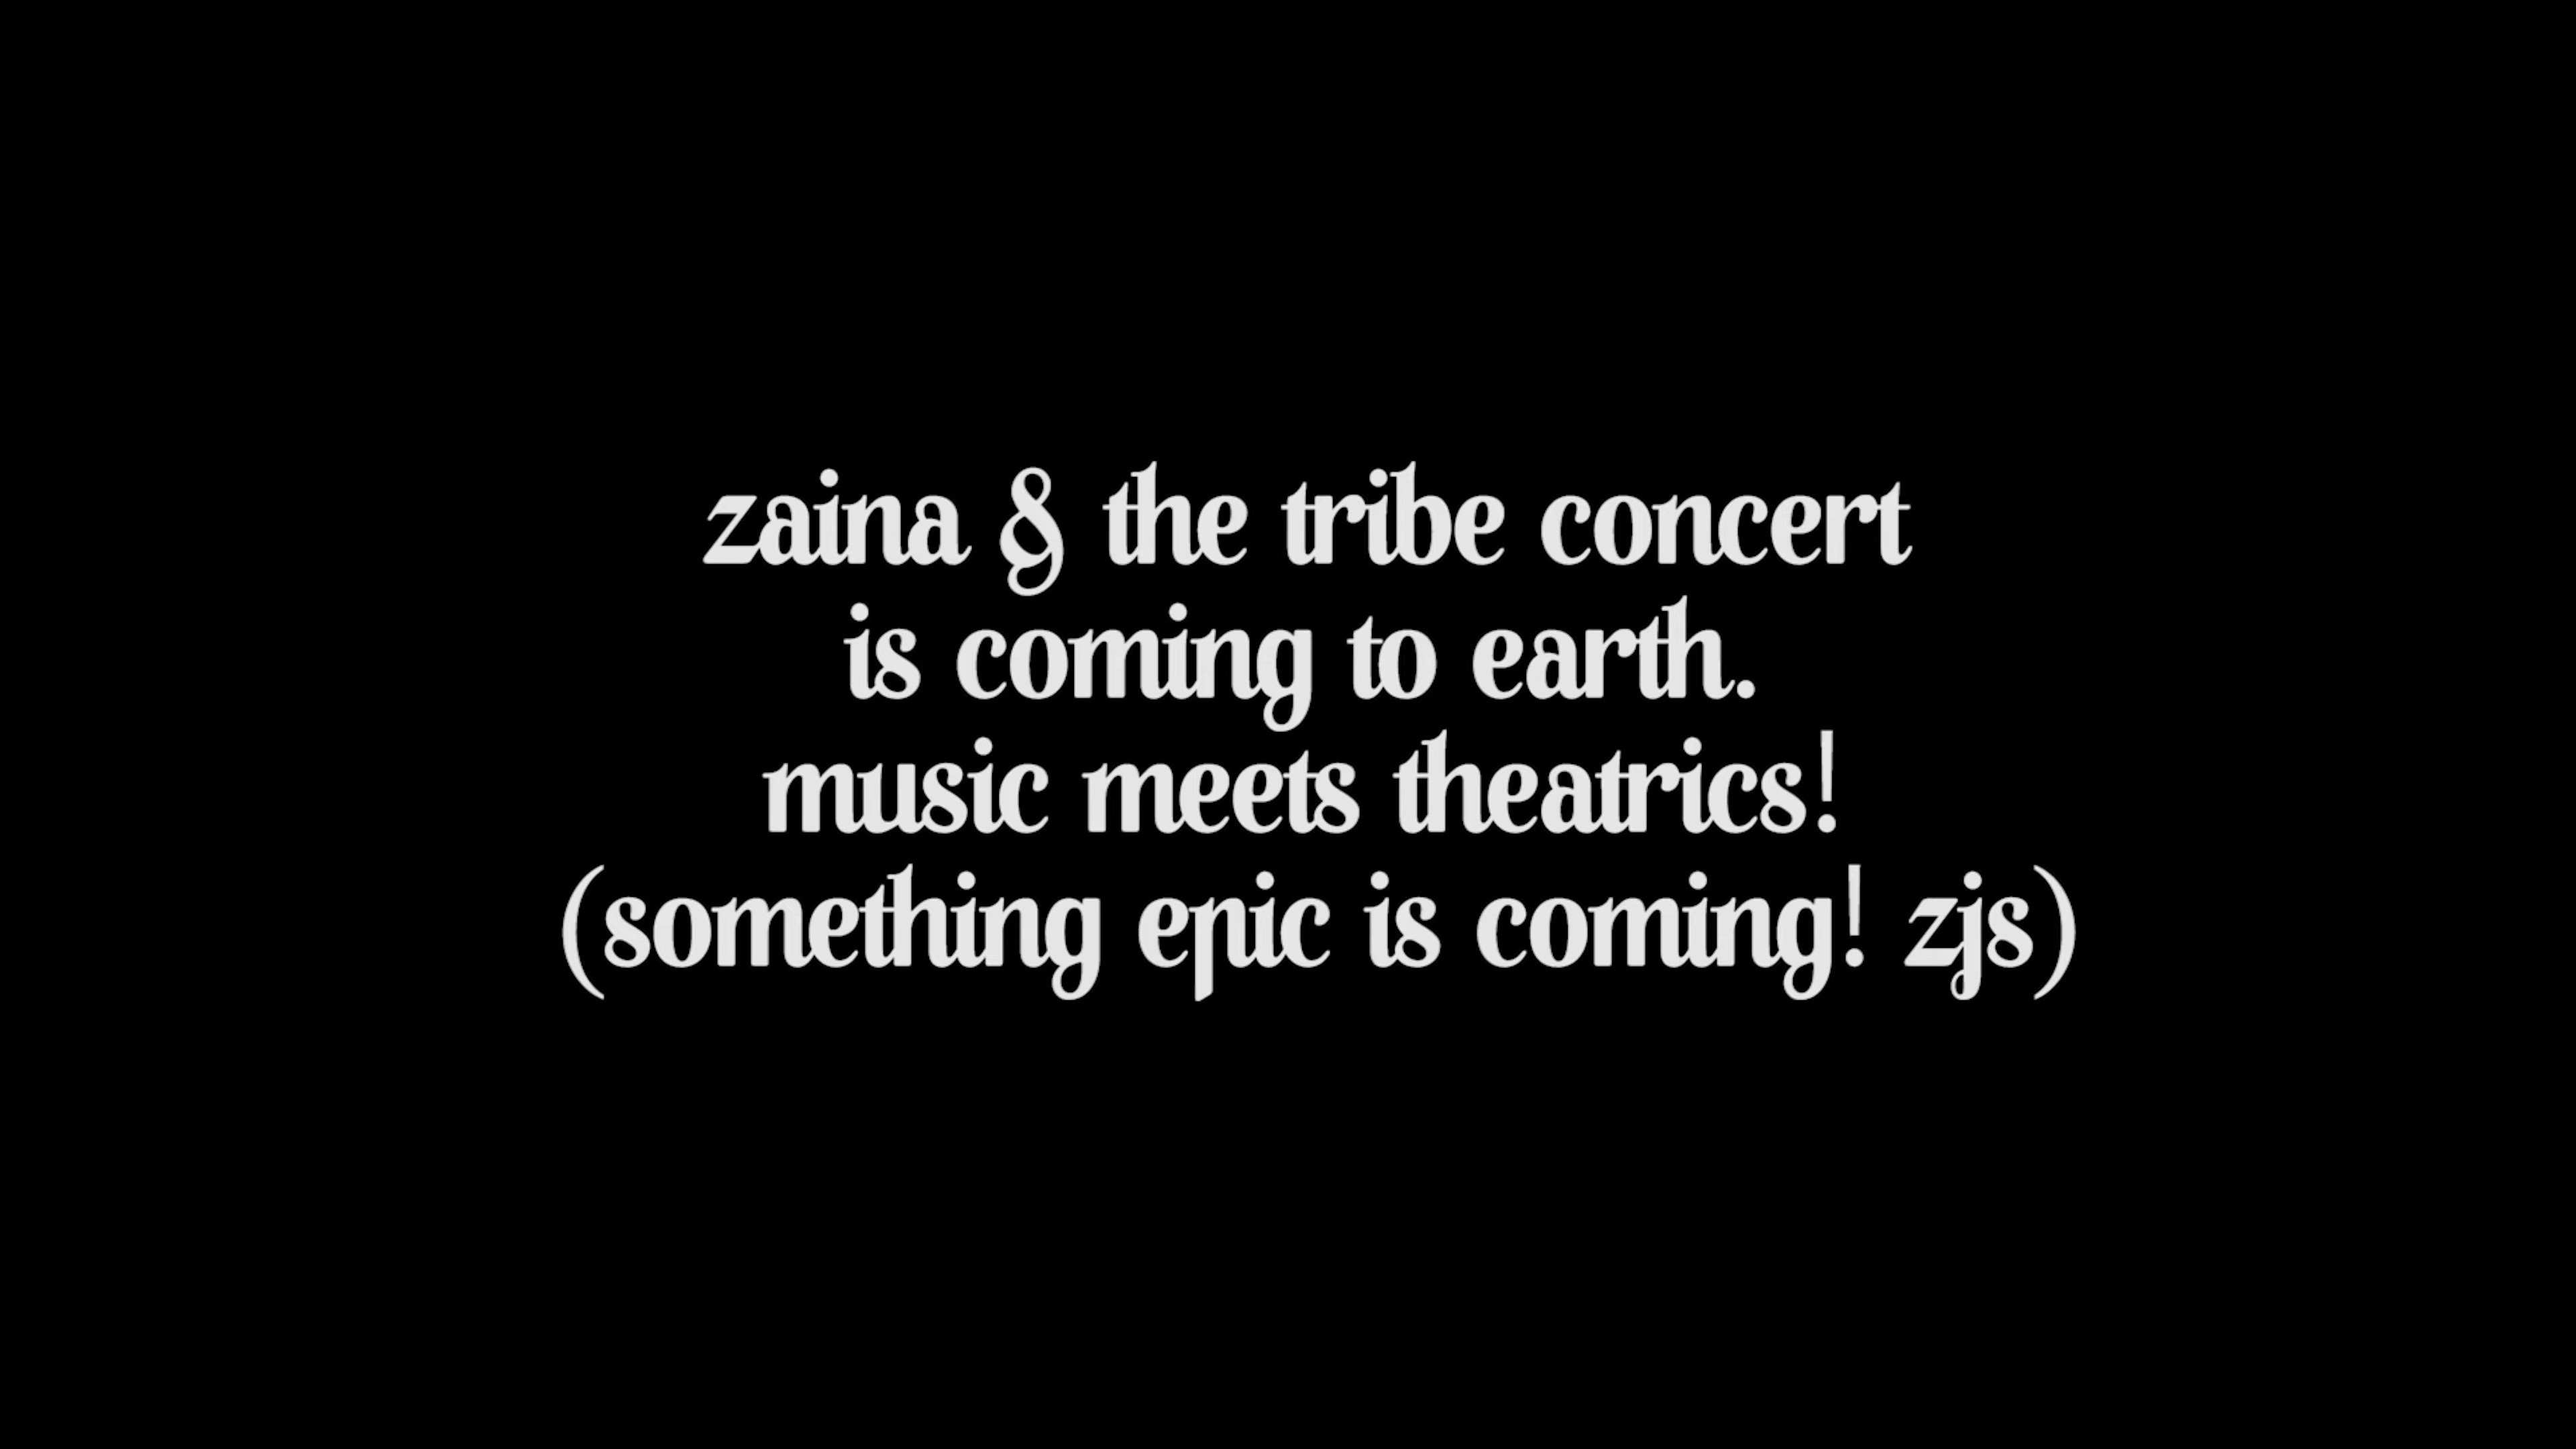 zaina & the tribe concert
is coming to earth.
music meets theatrics!
(something epic is coming! zjs)